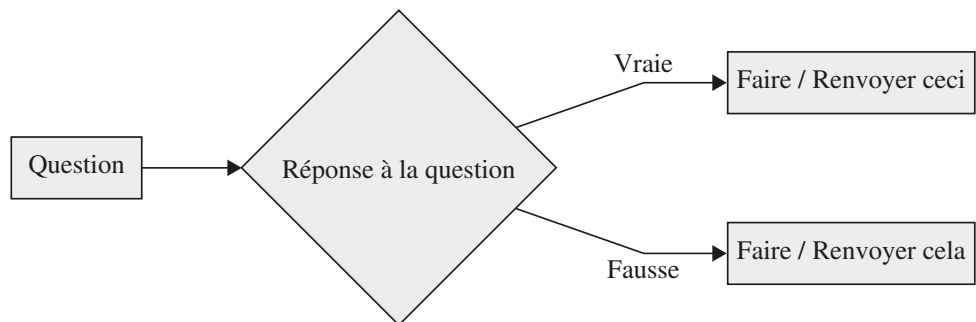 Question
Réponse à la question
Vraie
Faire / Renvoyer ceci
Fausse
Faire / Renvoyer cela